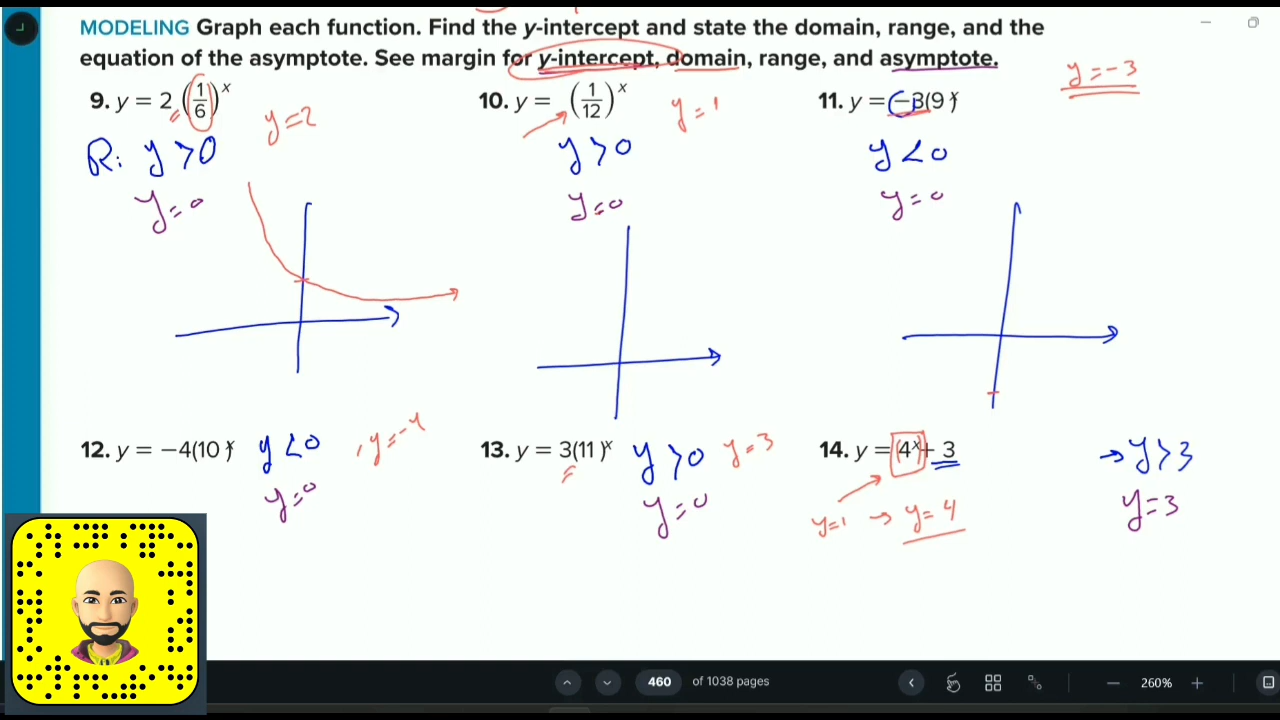 MODELING Graph each function. Find the y-intercept and state the domain, range, and the
equation of the asymptote. See margin for y-intercept, domain, range, and asymptote.
y = -3
9. y = 2 (1/6)^x
y = 2
10. y = (1/12)^x
y = 1
11. y = −3(9)^x
R: y > 0
y > 0
y < 0
y = 0
y = 0
y = 0
12. y = −4(10)^x
y < 0
, y = -4
13. y = 3(11)^x
y > 0
y = 3
14. y = (4^x) + 3
→ y > 3
y = 0
y = 0
y = 1 → y = 4
y = 3
460 of 1038 pages
260%